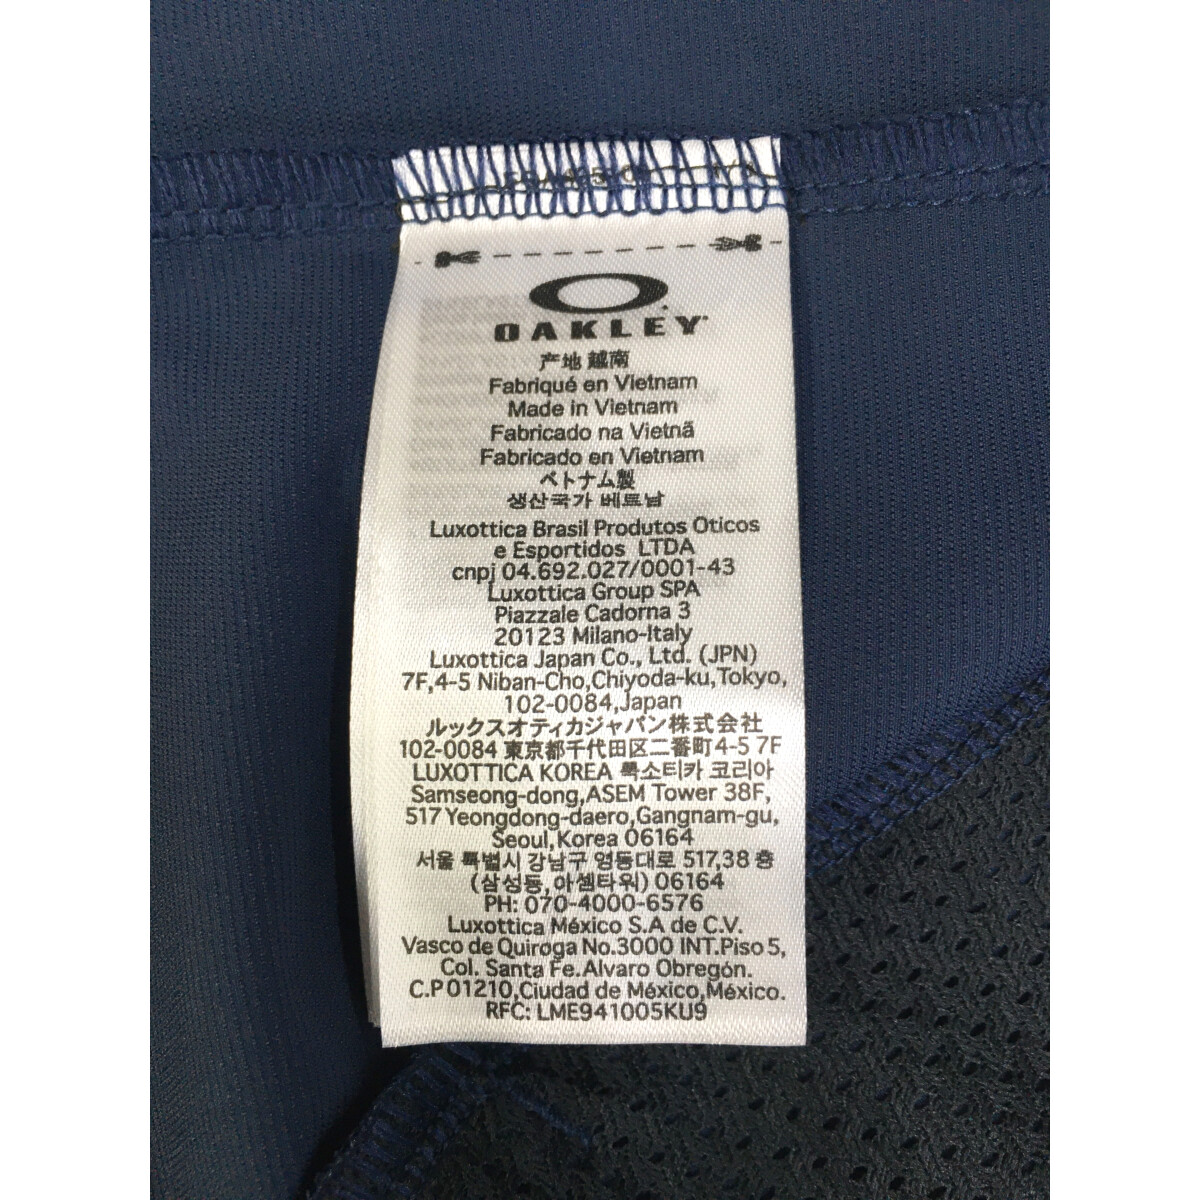 OAKLEY
产地 越南
Fabriqué en Vietnam
Made in Vietnam
Fabricado na Vietnã
Fabricado en Vietnam
ベトナム製
생산국가 베트남
Luxottica Brasil Produtos Oticos
e Esportidos LTDA
cnpj 04.692.027/0001-43
Luxottica Group SPA
Piazzale Cadorna 3
20123 Milano-Italy
Luxottica Japan Co., Ltd. (JPN)
7F,4-5 Niban-Cho,Chiyoda-ku,Tokyo,
102-0084,Japan
ルックスオティカジャパン株式会社
102-0084 東京都千代田区二番町4-5 7F
LUXOTTICA KOREA 룩소티카 코리아
Samseong-dong,ASEM Tower 38F,
517 Yeongdong-daero,Gangnam-gu,
Seoul,Korea 06164
서울 특별시 강남구 영동대로 517,38 층
(삼성동,아셈타워) 06164
PH: 070-4000-6576
Luxottica México S.A de C.V.
Vasco de Quiroga No.3000 INT.Piso 5,
Col. Santa Fe.Alvaro Obregón.
C.P 01210,Ciudad de México,México.
RFC: LME941005KU9